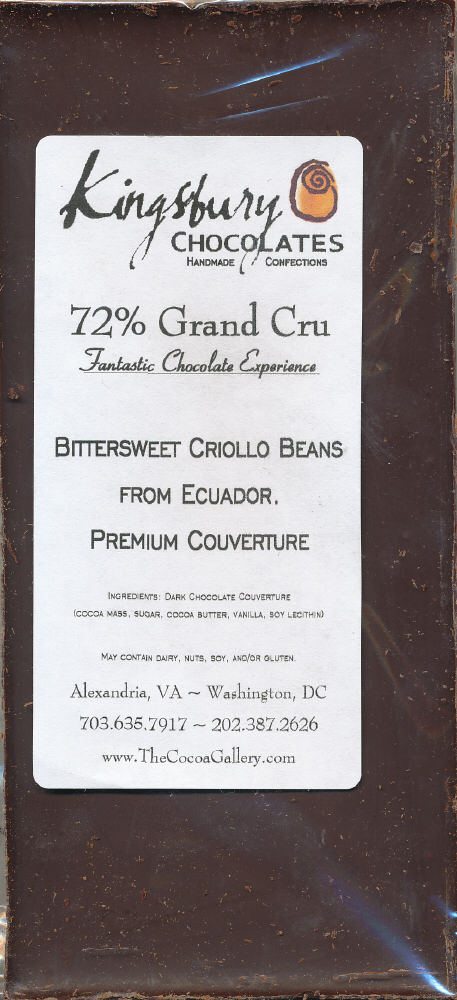 Kingsbury
CHOCOLATES
HANDMADE CONFECTIONS
72% Grand Cru
Fantastic Chocolate Experience
BITTERSWEET CRIOLLO BEANS
FROM ECUADOR.
PREMIUM COUVERTURE
INGREDIENTS: DARK CHOCOLATE COUVERTURE
(COCOA MASS, SUGAR, COCOA BUTTER, VANILLA, SOY LECITHIN)
MAY CONTAIN DAIRY, NUTS, SOY, AND/OR GLUTEN.
Alexandria, VA ~ Washington, DC
703.635.7917 ~ 202.387.2626
www.TheCocoaGallery.com